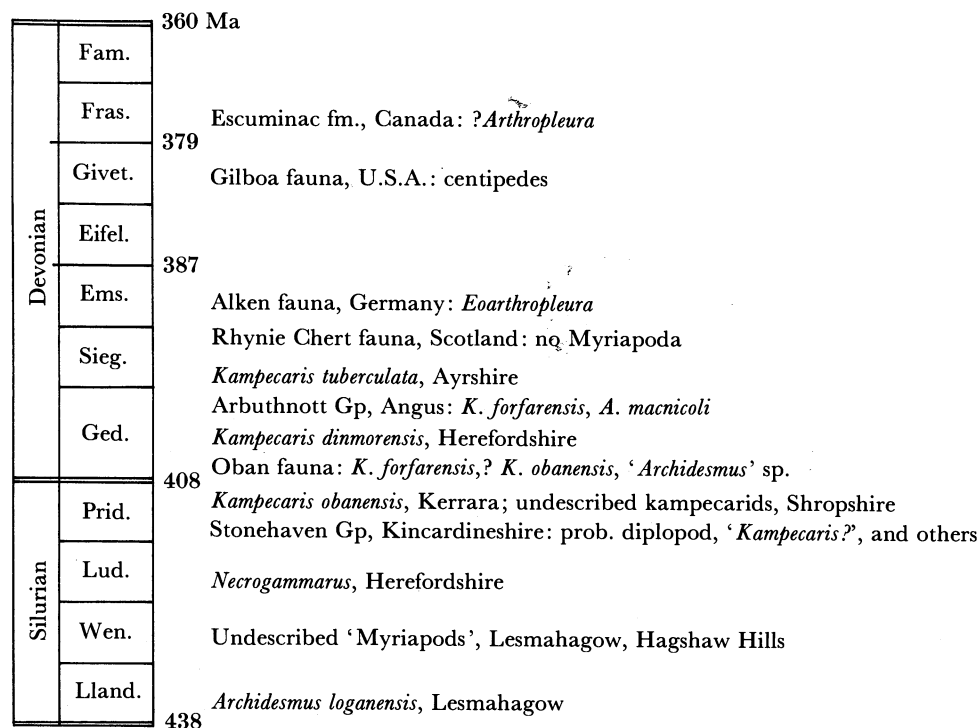 360 Ma
Fam.
Fras.
Escuminac fm., Canada: ?Arthropleura
379
Givet.
Gilboa fauna, U.S.A.: centipedes
Devonian
Eifel.
387
Ems.
Alken fauna, Germany: Eoarthropleura
Rhynie Chert fauna, Scotland: no Myriapoda
Sieg.
Kampecaris tuberculata, Ayrshire
Arbuthnott Gp, Angus: K. forfarensis, A. macnicoli
Ged.
Kampecaris dinmorensis, Herefordshire
Oban fauna: K. forfarensis,? K. obanensis, 'Archidesmus' sp.
408
Kampecaris obanensis, Kerrara; undescribed kampecarids, Shropshire
Prid.
Stonehaven Gp, Kincardineshire: prob. diplopod, 'Kampecaris?', and others
Lud.
Necrogammarus, Herefordshire
Silurian
Wen.
Undescribed 'Myriapods', Lesmahagow, Hagshaw Hills
Lland.
Archidesmus loganensis, Lesmahagow
438